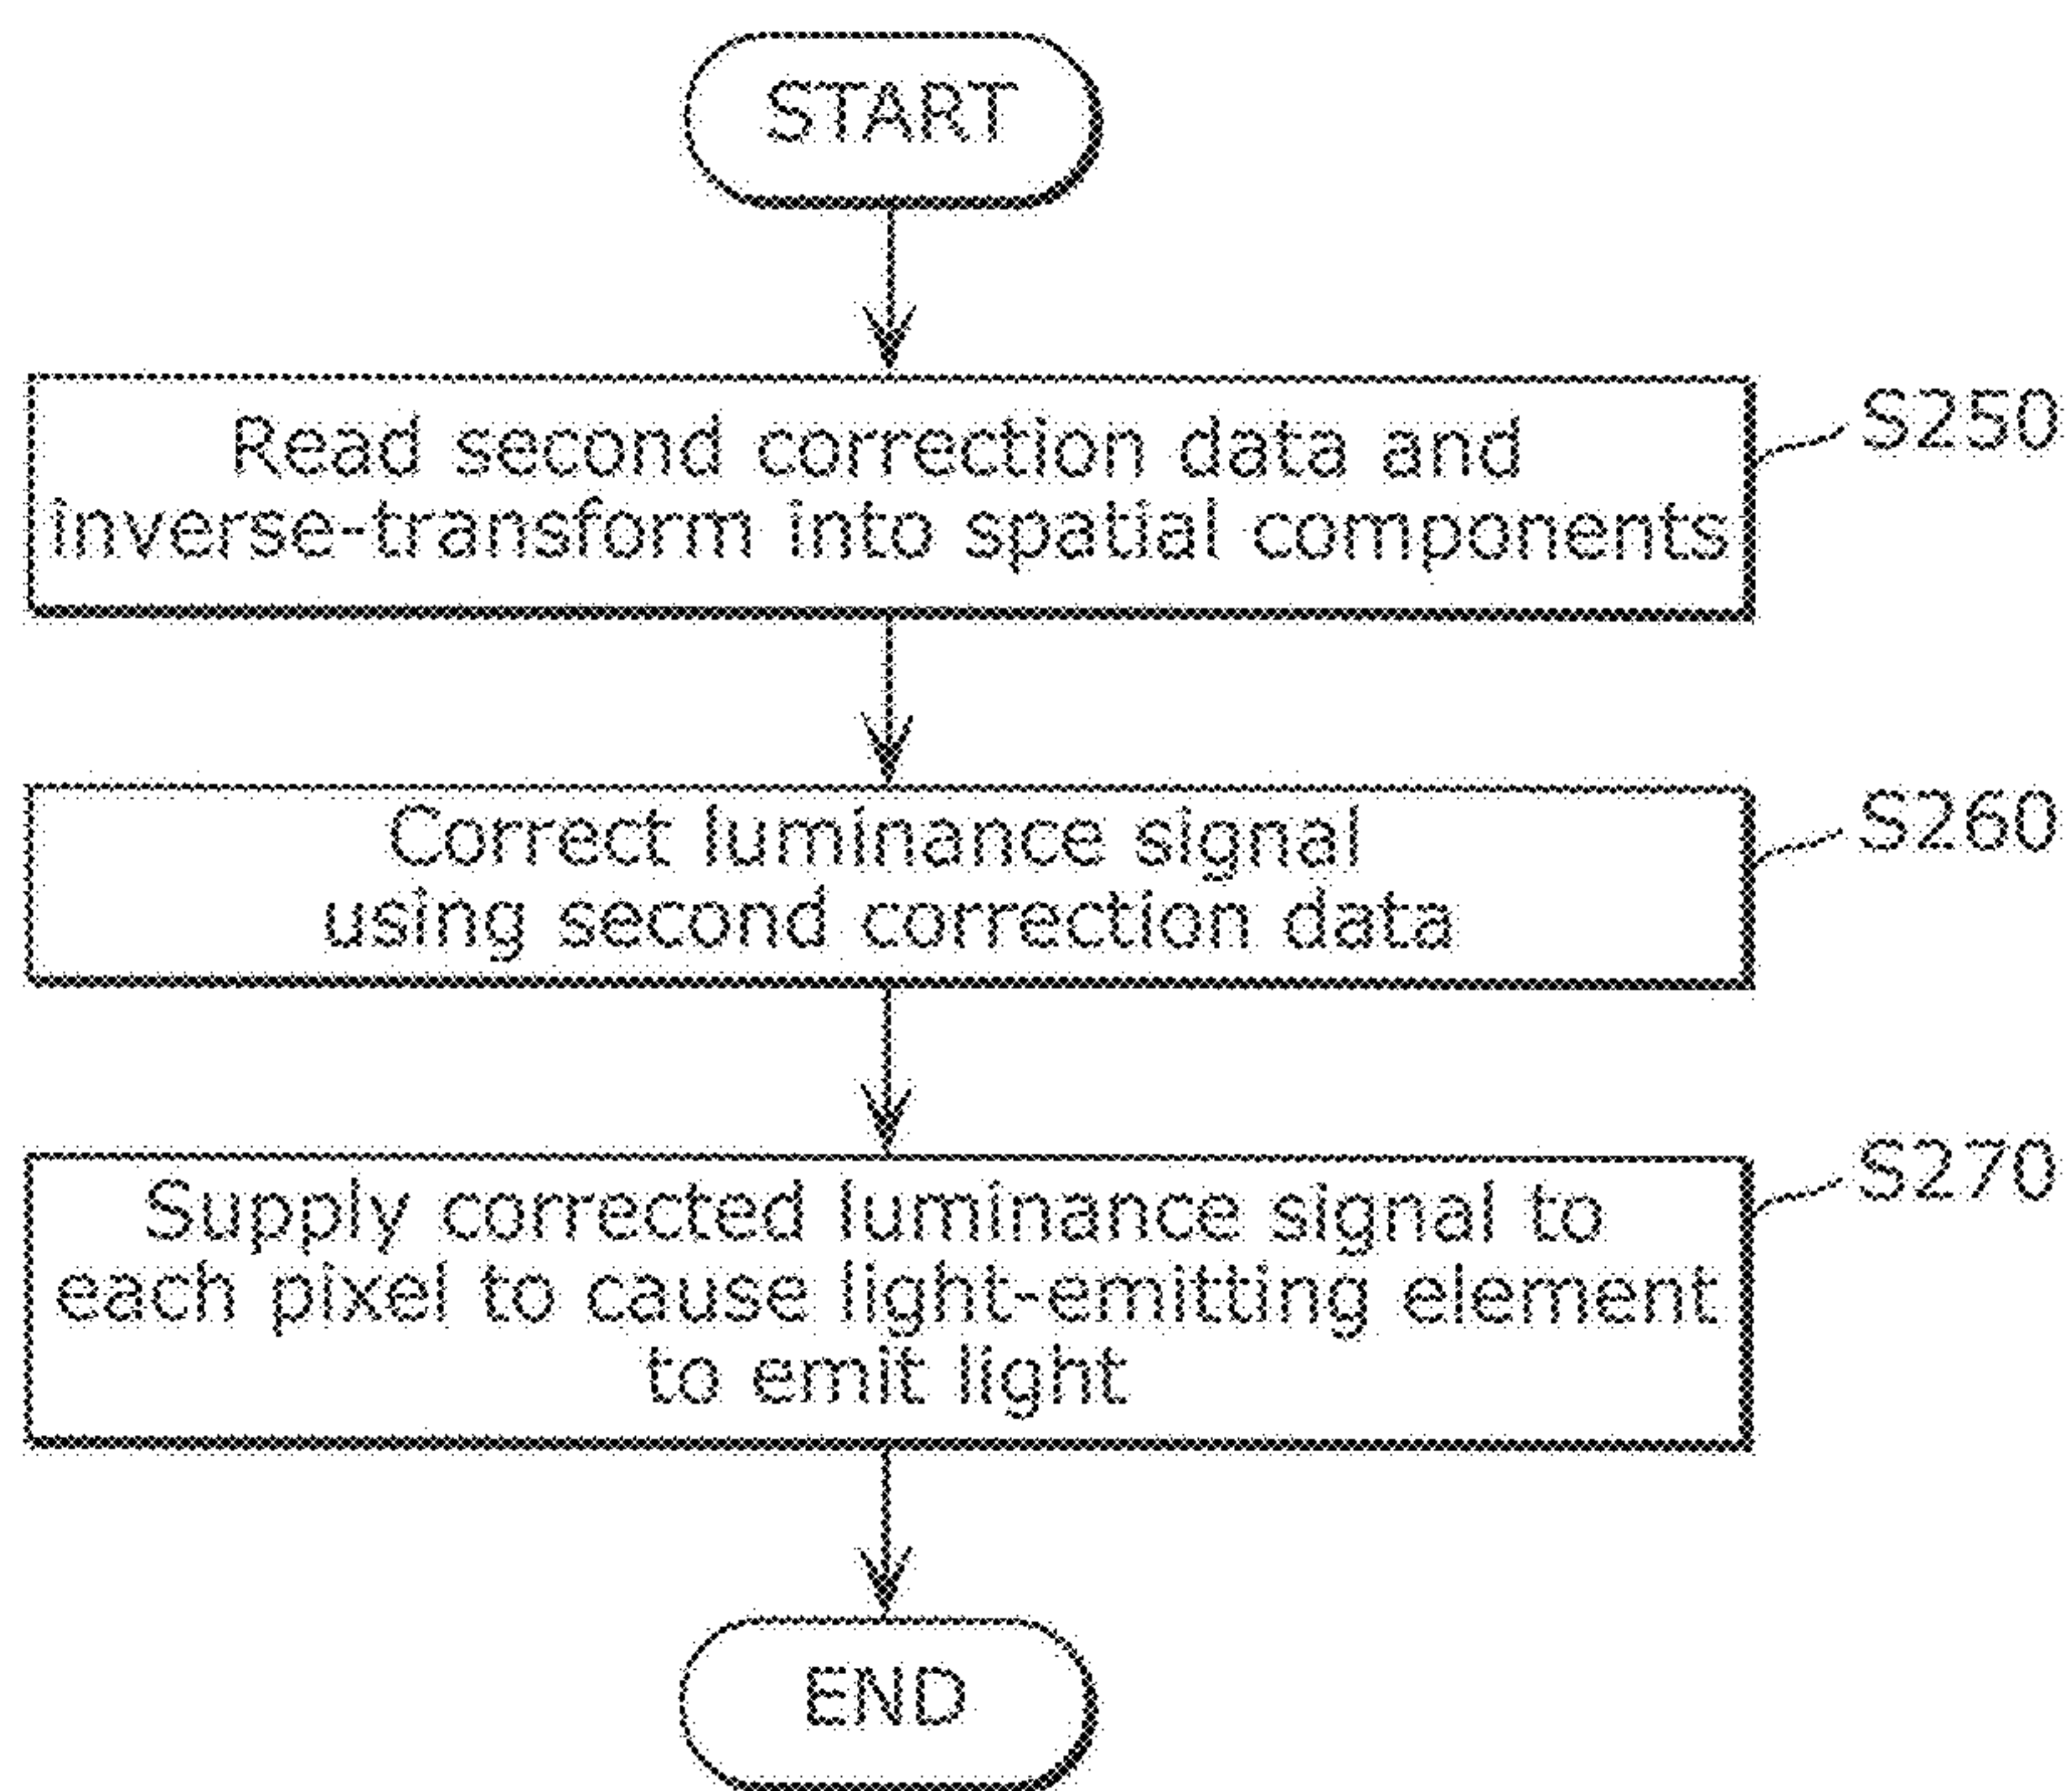 START
Read second correction data and
inverse-transform into spatial components
S250
Correct luminance signal
using second correction data
S260
Supply corrected luminance signal to
each pixel to cause light-emitting element
to emit light
S270
END